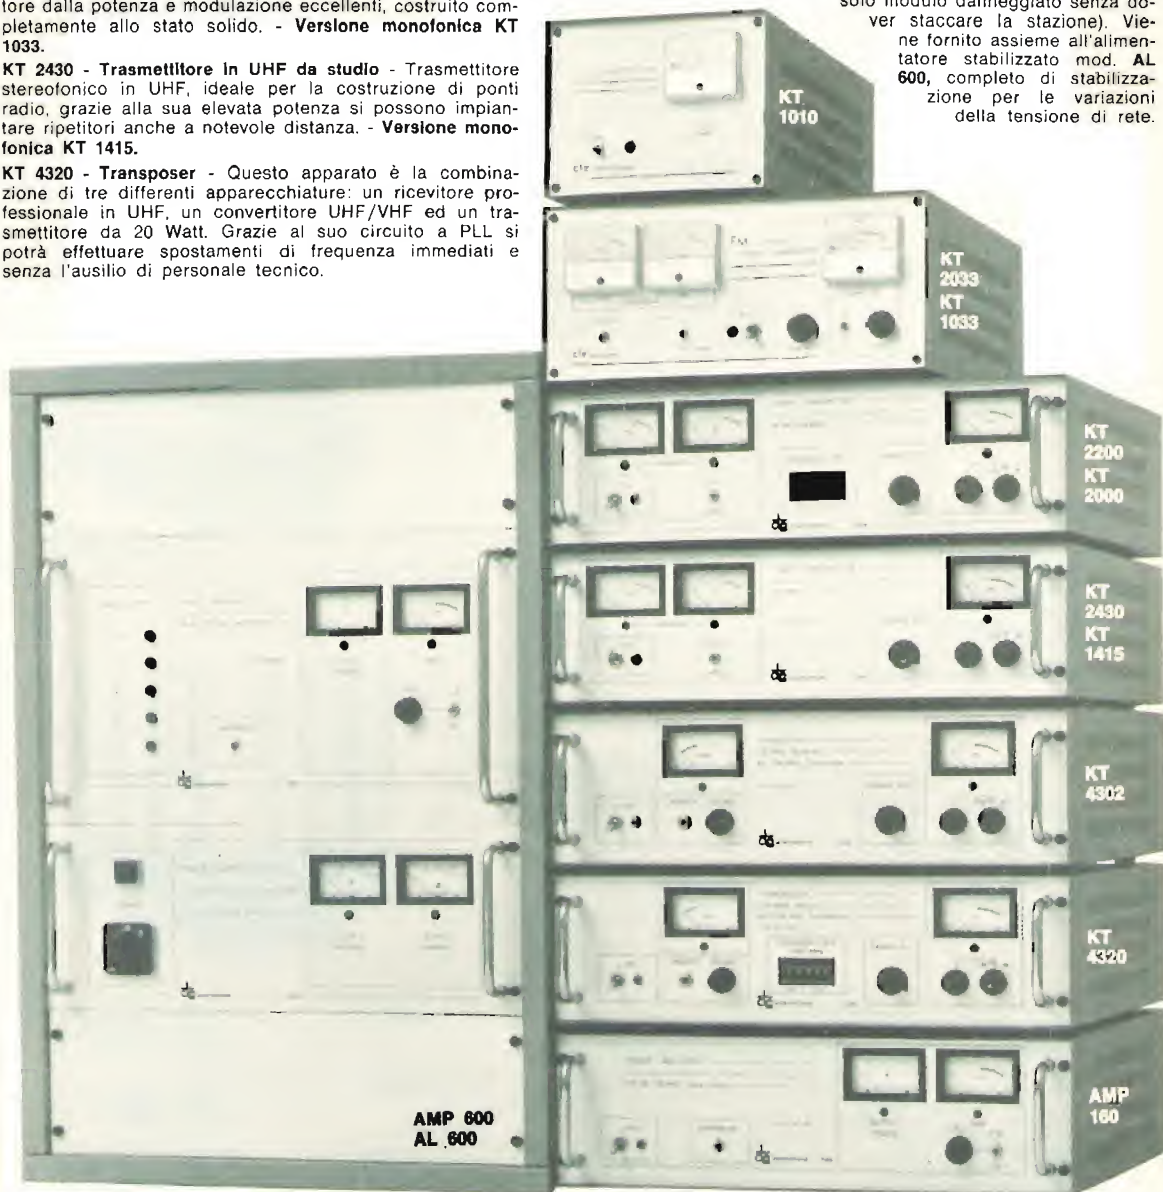 tore dalla potenza e modulazione eccellenti, costruito com-
pletamente allo stato solido. - Versione monofonica KT
1033.
KT 2430 - Trasmettitore in UHF da studio - Trasmettitore
stereofonico in UHF, ideale per la costruzione di ponti
radio, grazie alla sua elevata potenza si possono impian-
tare ripetitori anche a notevole distanza. - Versione mono-
fonica KT 1415.
KT 4320 - Transposer - Questo apparato è la combina-
zione di tre differenti apparecchiature: un ricevitore pro-
fessionale in UHF, un convertitore UHF/VHF ed un tra-
smettitore da 20 Watt. Grazie al suo circuito a PLL si
potrà effettuare spostamenti di frequenza immediati e
senza l'ausilio di personale tecnico.
solo modulo danneggiato senza do-
ver staccare la stazione). Vie-
ne fornito assieme all'alimen-
tatore stabilizzato mod. AL
600, completo di stabilizza-
zione per le variazioni
della tensione di rete.
KT
1010
FM
KT
2033
KT
1033
KT
2200
KT
2000
KT
2430
KT
1415
KT
4302
KT
4320
AMP
160
AMP 600
AL 600